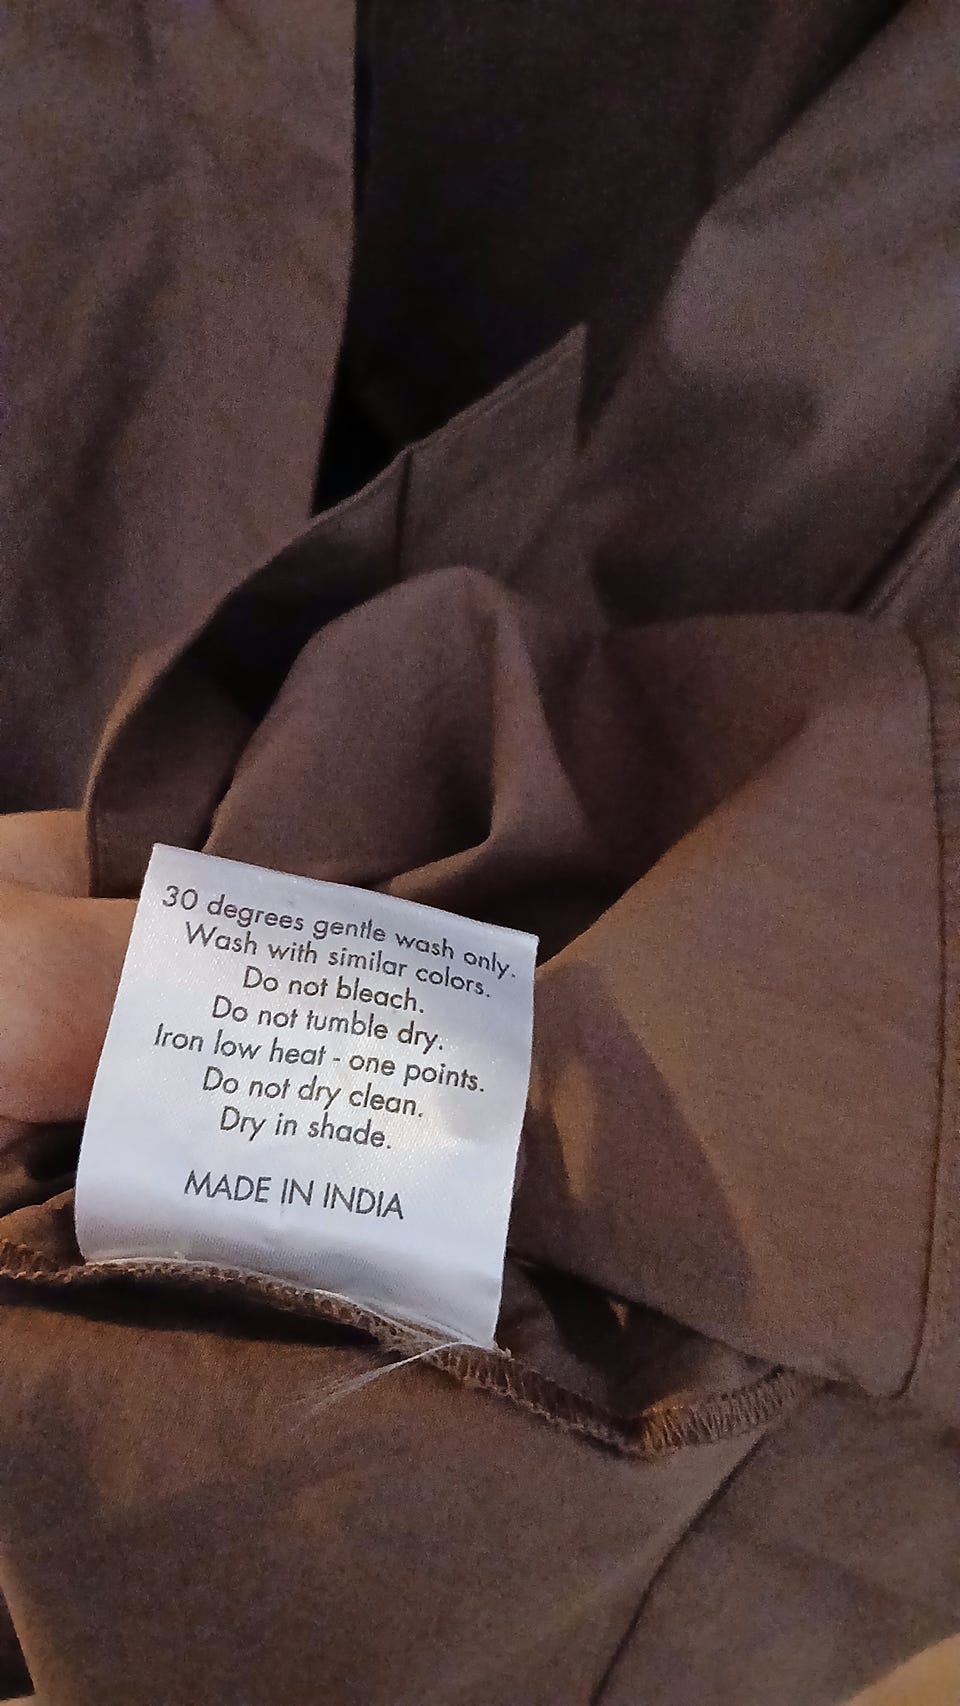 30 degrees gentle wash only.
Wash with similar colors.
Do not bleach.
Do not tumble dry.
Iron low heat - one points.
Do not dry clean.
Dry in shade.
MADE IN INDIA